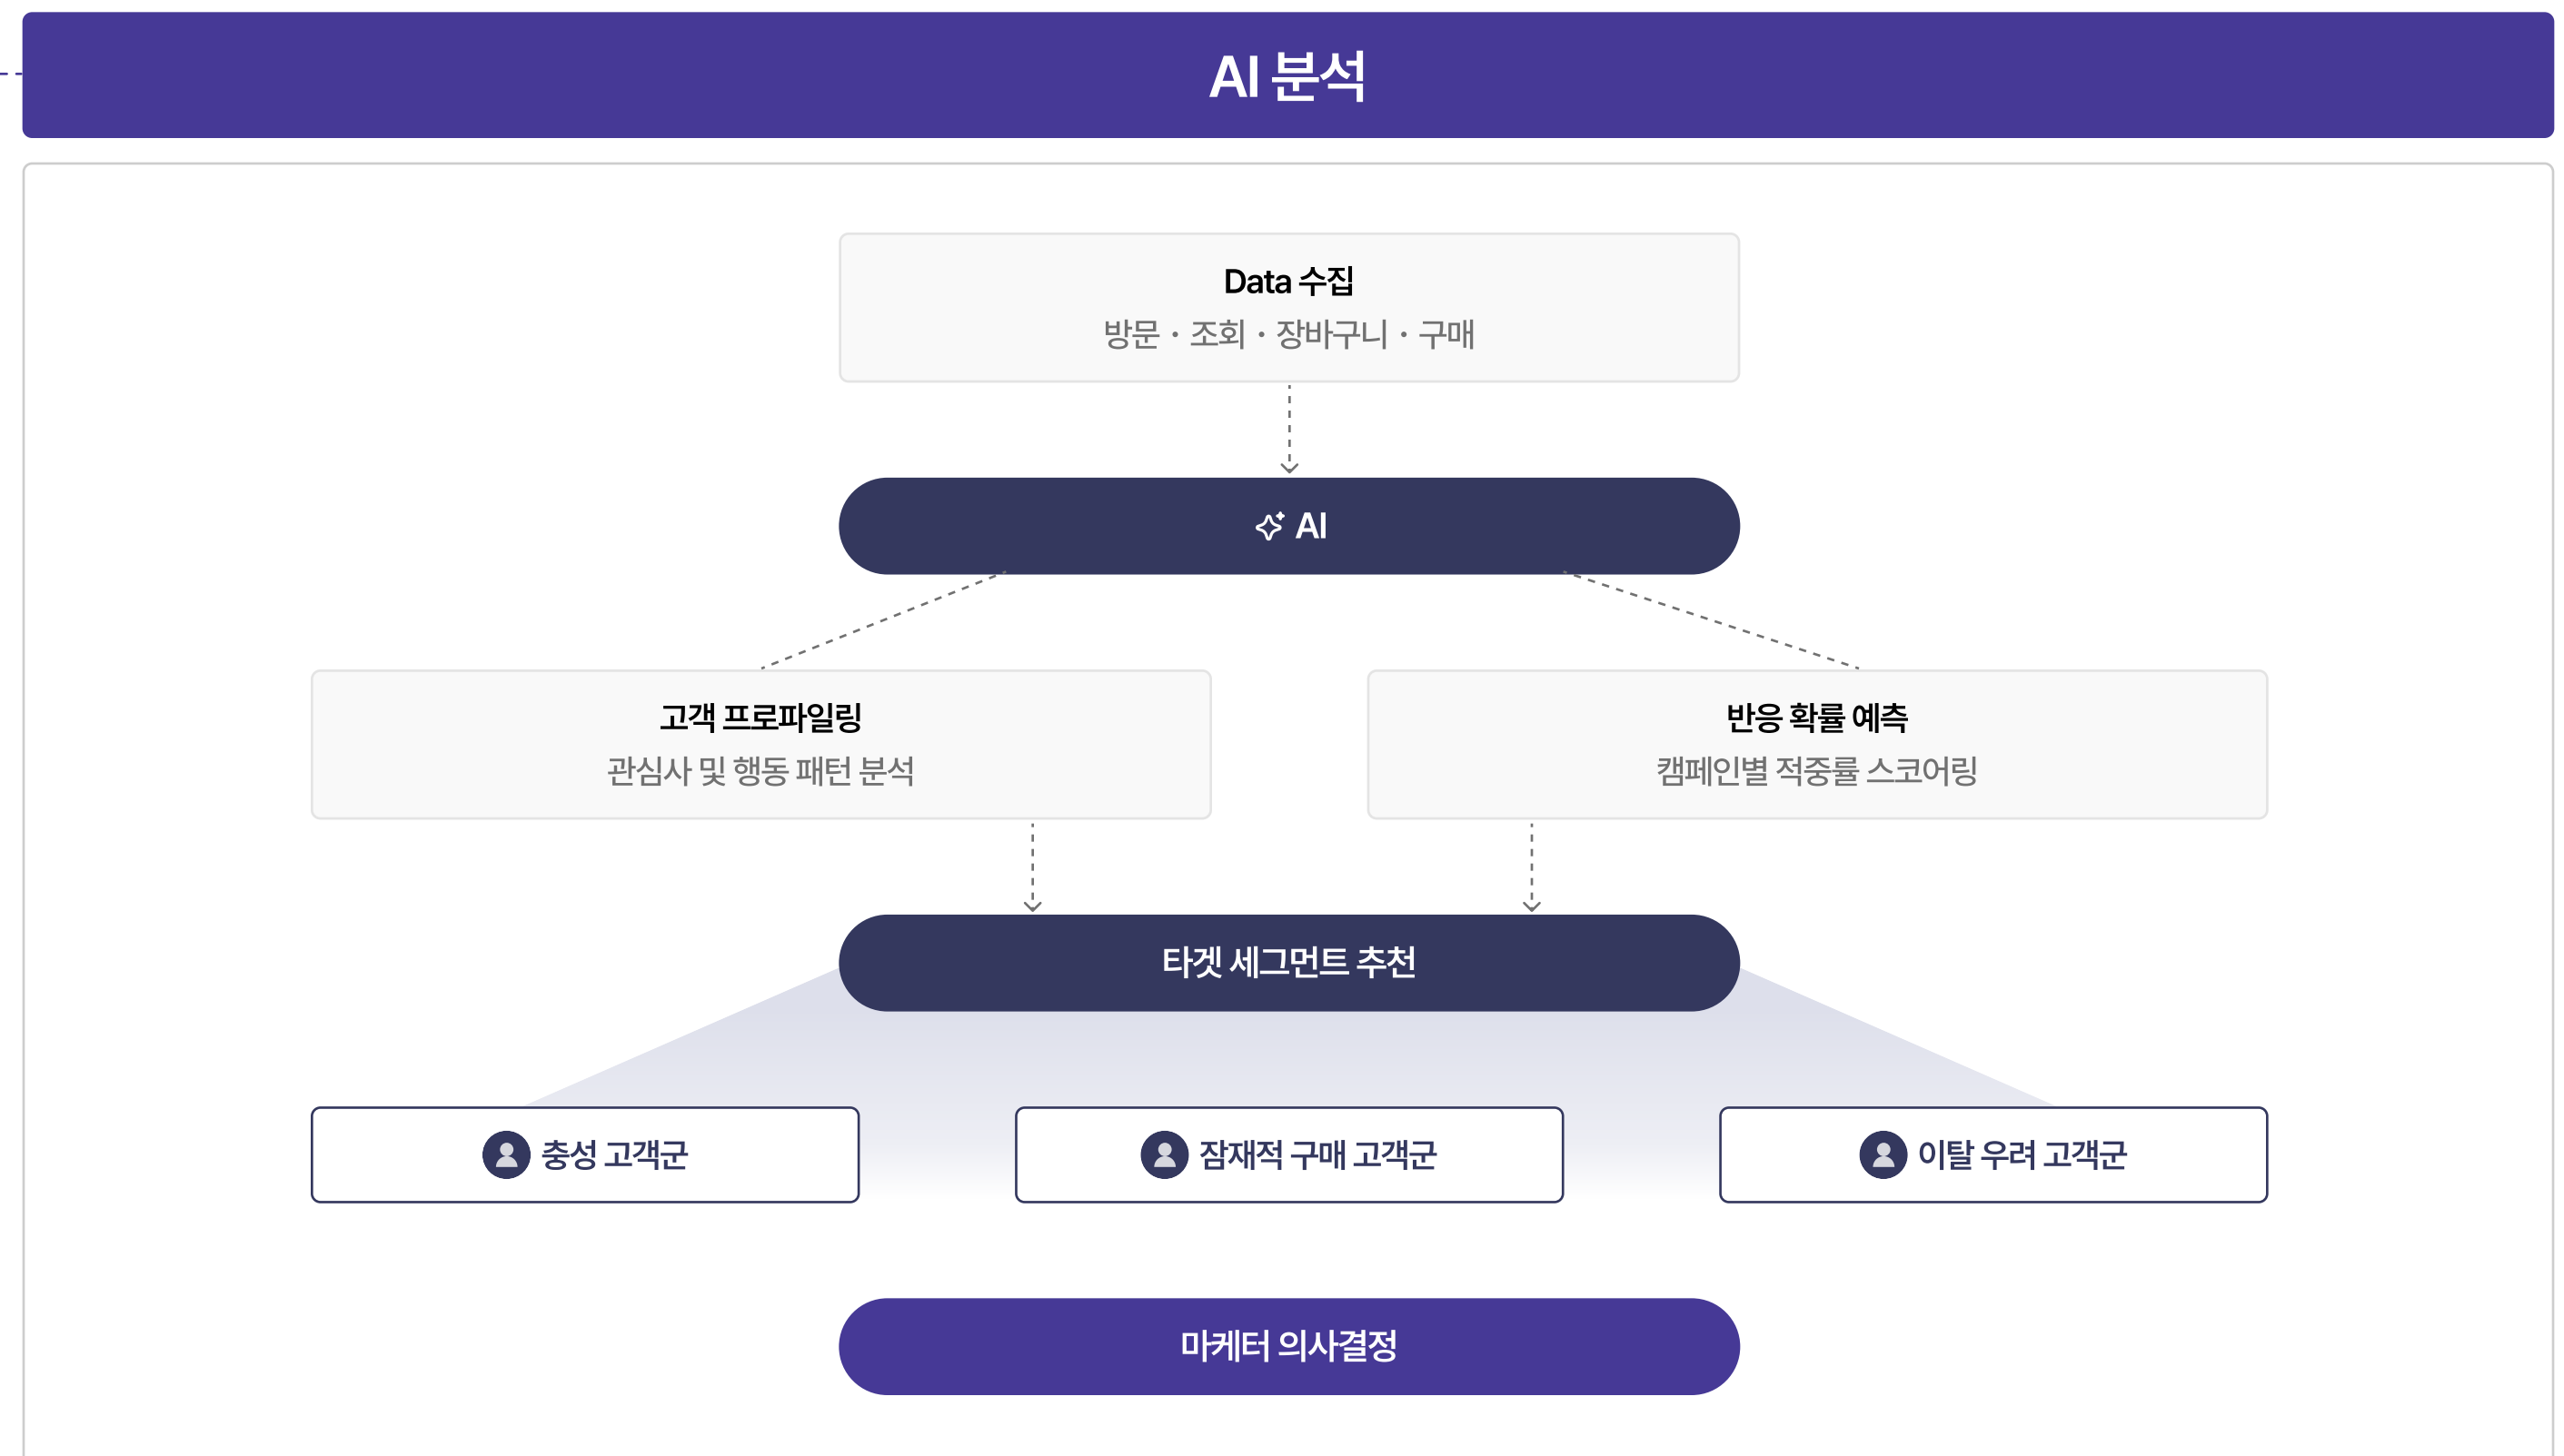 AI 분석
Data 수집
방문 · 조회 · 장바구니 · 구매
AI
고객 프로파일링
관심사 및 행동 패턴 분석
반응 확률 예측
캠페인별 적중률 스코어링
타겟 세그먼트 추천
충성 고객군
잠재적 구매 고객군
이탈 우려 고객군
마케터 의사결정